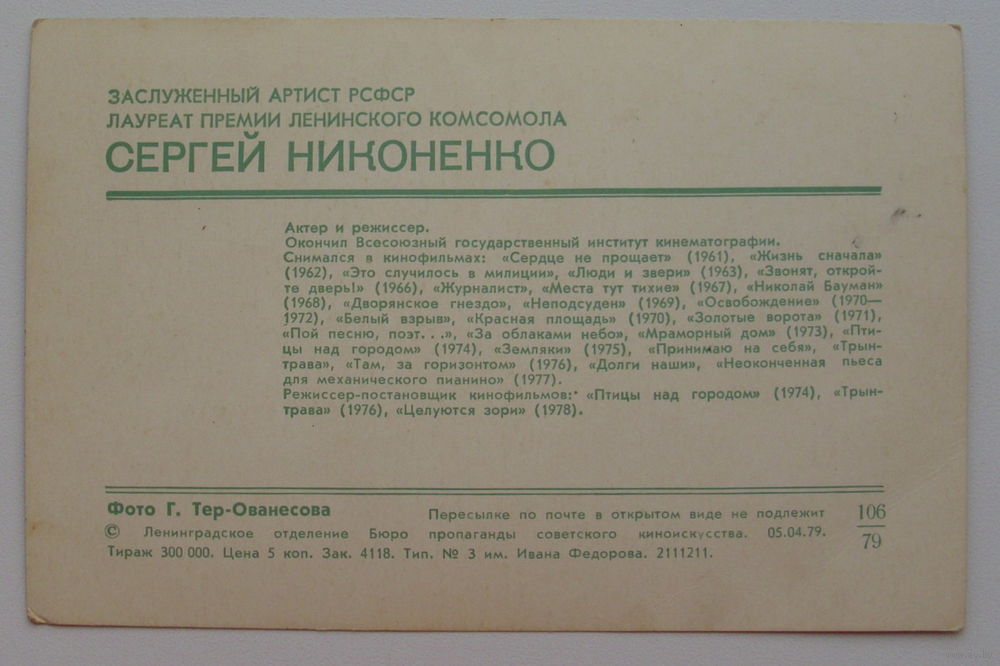 ЗАСЛУЖЕННЫЙ АРТИСТ РСФСР
ЛАУРЕАТ ПРЕМИИ ЛЕНИНСКОГО КОМСОМОЛА
СЕРГЕЙ НИКОНЕНКО
Актер и режиссер.
Окончил Всесоюзный государственный институт кинематографии.
Снимался в кинофильмах: «Сердце не прощает» (1961), «Жизнь сначала»
(1962), «Это случилось в милиции», «Люди и звери» (1963), «Звонят, открой-
те дверь!» (1966), «Журналист», «Места тут тихие» (1967), «Николай Бауман»
(1968), «Дворянское гнездо», «Неподсуден» (1969), «Освобождение» (1970—
1972), «Белый взрыв», «Красная площадь» (1970), «Золотые ворота» (1971),
«Пой песню, поэт. . .», «За облаками небо», «Мраморный дом» (1973), «Пти-
цы над городом» (1974), «Земляки» (1975), «Принимаю на себя», «Трын-
трава», «Там, за горизонтом» (1976), «Долги наши», «Неоконченная пьеса
для механического пианино» (1977).
Режиссер-постановщик кинофильмов: «Птицы над городом» (1974), «Трын-
трава» (1976), «Целуются зори» (1978).
Фото Г. Тер-Ованесова
Пересылке по почте в открытом виде не подлежит
© Ленинградское отделение Бюро пропаганды советского киноискусства. 05.04.79.
Тираж 300 000. Цена 5 коп. Зак. 4118. Тип. № 3 им. Ивана Федорова. 2111211.
106
79